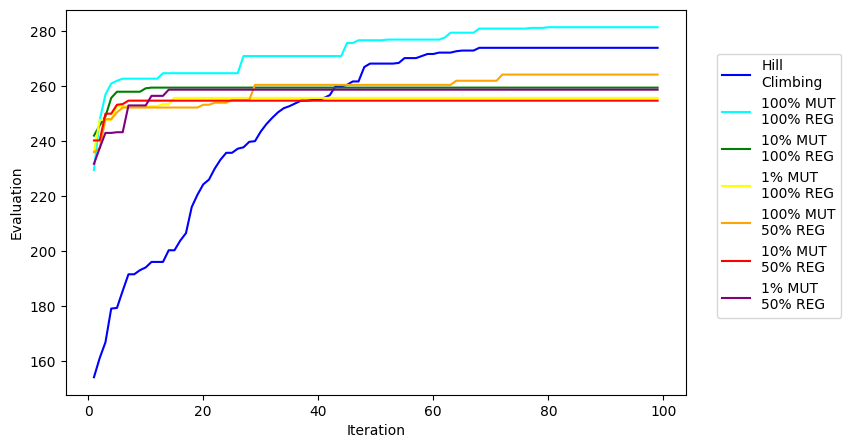 280
260
240
220
200
180
160
Evaluation
0
20
40
60
80
100
Iteration
Hill
Climbing
100% MUT
100% REG
10% MUT
100% REG
1% MUT
100% REG
100% MUT
50% REG
10% MUT
50% REG
1% MUT
50% REG